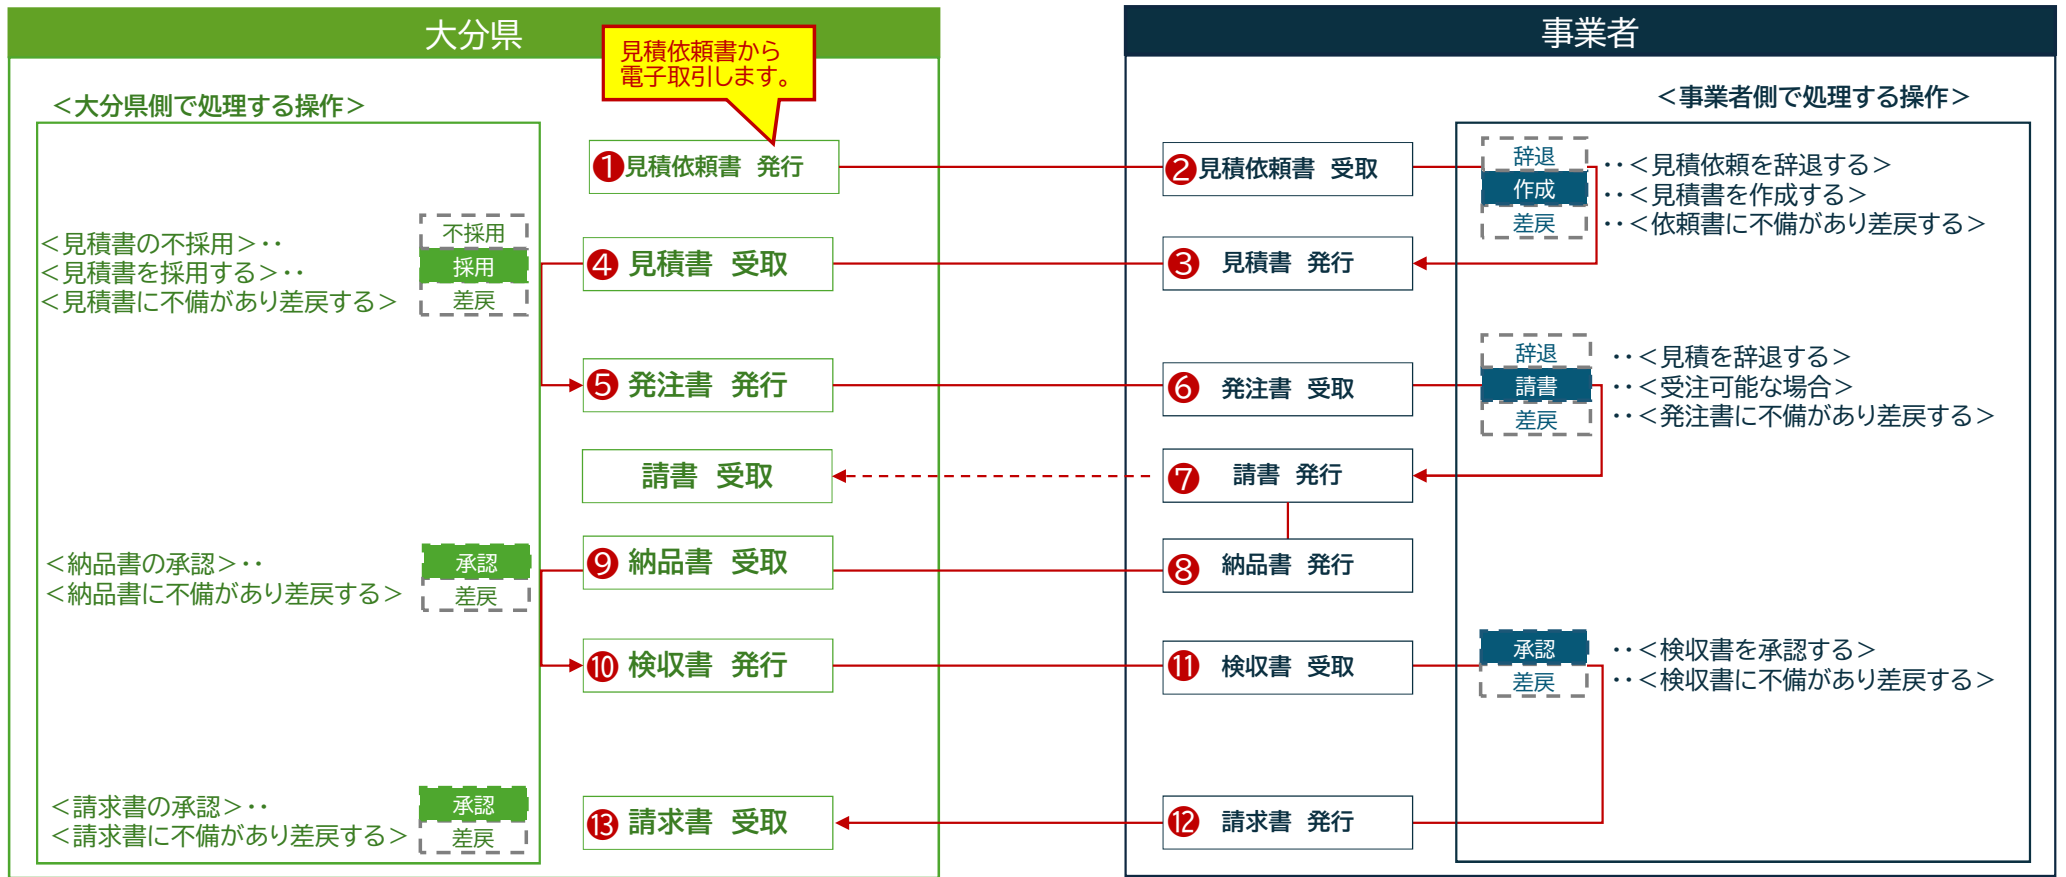 大分県
見積依頼書から
電子取引します。
＜大分県側で処理する操作＞
❶見積依頼書 発行
＜見積書の不採用＞‥
＜見積書を採用する＞‥
＜見積書に不備があり差戻する＞
不採用
採用
差戻
❹ 見積書 受取
❺ 発注書 発行
請書 受取
＜納品書の承認＞‥
＜納品書に不備があり差戻する＞
承認
差戻
❾ 納品書 受取
❿ 検収書 発行
＜請求書の承認＞‥
＜請求書に不備があり差戻する＞
承認
差戻
⓭ 請求書 受取
事業者
＜事業者側で処理する操作＞
❷見積依頼書 受取
辞退
作成
差戻
‥＜見積依頼を辞退する＞
‥＜見積書を作成する＞
‥＜依頼書に不備があり差戻する＞
❸ 見積書 発行
❻ 発注書 受取
辞退
請書
差戻
‥＜見積を辞退する＞
‥＜受注可能な場合＞
‥＜発注書に不備があり差戻する＞
❼ 請書 発行
❽ 納品書 発行
⓫ 検収書 受取
承認
差戻
‥＜検収書を承認する＞
‥＜検収書に不備があり差戻する＞
⓬ 請求書 発行